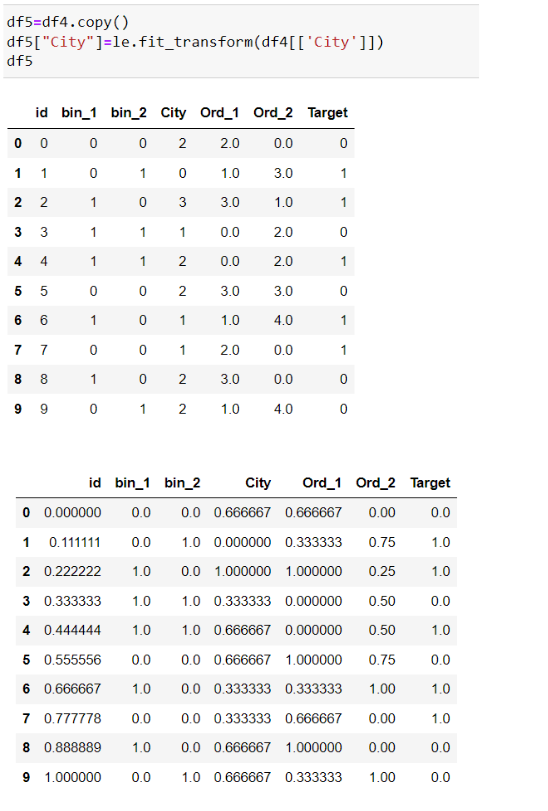 df5=df4.copy()
df5["City"]=le.fit_transform(df4[['City']])
df5
id bin_1 bin_2 City Ord_1 Ord_2 Target
0 0 0 0 2 2.0 0.0 0
1 1 0 1 0 1.0 3.0 1
2 2 1 0 3 3.0 1.0 1
3 3 1 1 1 0.0 2.0 0
4 4 1 1 2 0.0 2.0 1
5 5 0 0 2 3.0 3.0 0
6 6 1 0 1 1.0 4.0 1
7 7 0 0 1 2.0 0.0 1
8 8 1 0 2 3.0 0.0 0
9 9 0 1 2 1.0 4.0 0
id bin_1 bin_2 City Ord_1 Ord_2 Target
0 0.000000 0.0 0.0 0.666667 0.666667 0.00 0.0
1 0.111111 0.0 1.0 0.000000 0.333333 0.75 1.0
2 0.222222 1.0 0.0 1.000000 1.000000 0.25 1.0
3 0.333333 1.0 1.0 0.333333 0.000000 0.50 0.0
4 0.444444 1.0 1.0 0.666667 0.000000 0.50 1.0
5 0.555556 0.0 0.0 0.666667 1.000000 0.75 0.0
6 0.666667 1.0 0.0 0.333333 0.333333 1.00 1.0
7 0.777778 0.0 0.0 0.333333 0.666667 0.00 1.0
8 0.888889 1.0 0.0 0.666667 1.000000 0.00 0.0
9 1.000000 0.0 1.0 0.666667 0.333333 1.00 0.0